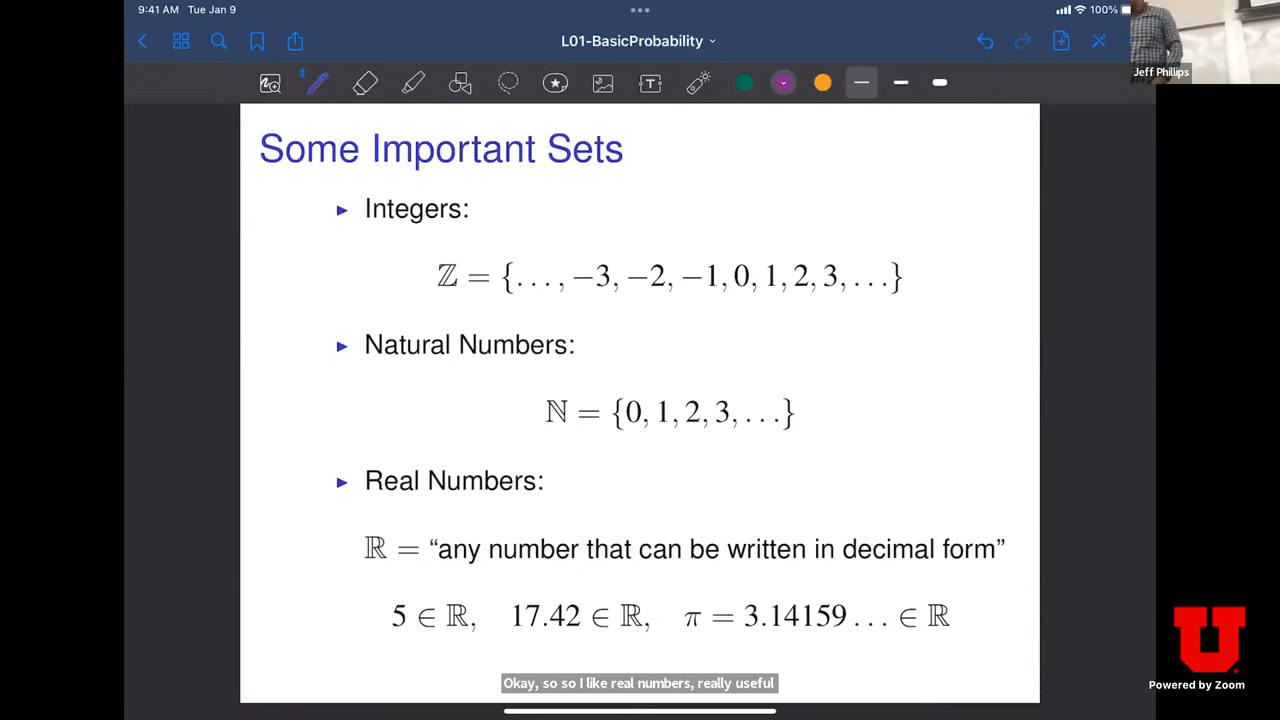 9:41 AM Tue Jan 9
100%
L01-BasicProbability
Jeff Phillips
T
Some Important Sets
► Integers:
ℤ = {. . . , −3, −2, −1, 0, 1, 2, 3, . . .}
► Natural Numbers:
ℕ = {0, 1, 2, 3, . . .}
► Real Numbers:
ℝ = “any number that can be written in decimal form”
5 ∈ ℝ, 17.42 ∈ ℝ, π = 3.14159 . . . ∈ ℝ
Okay, so so I like real numbers, really useful
U
Powered by Zoom